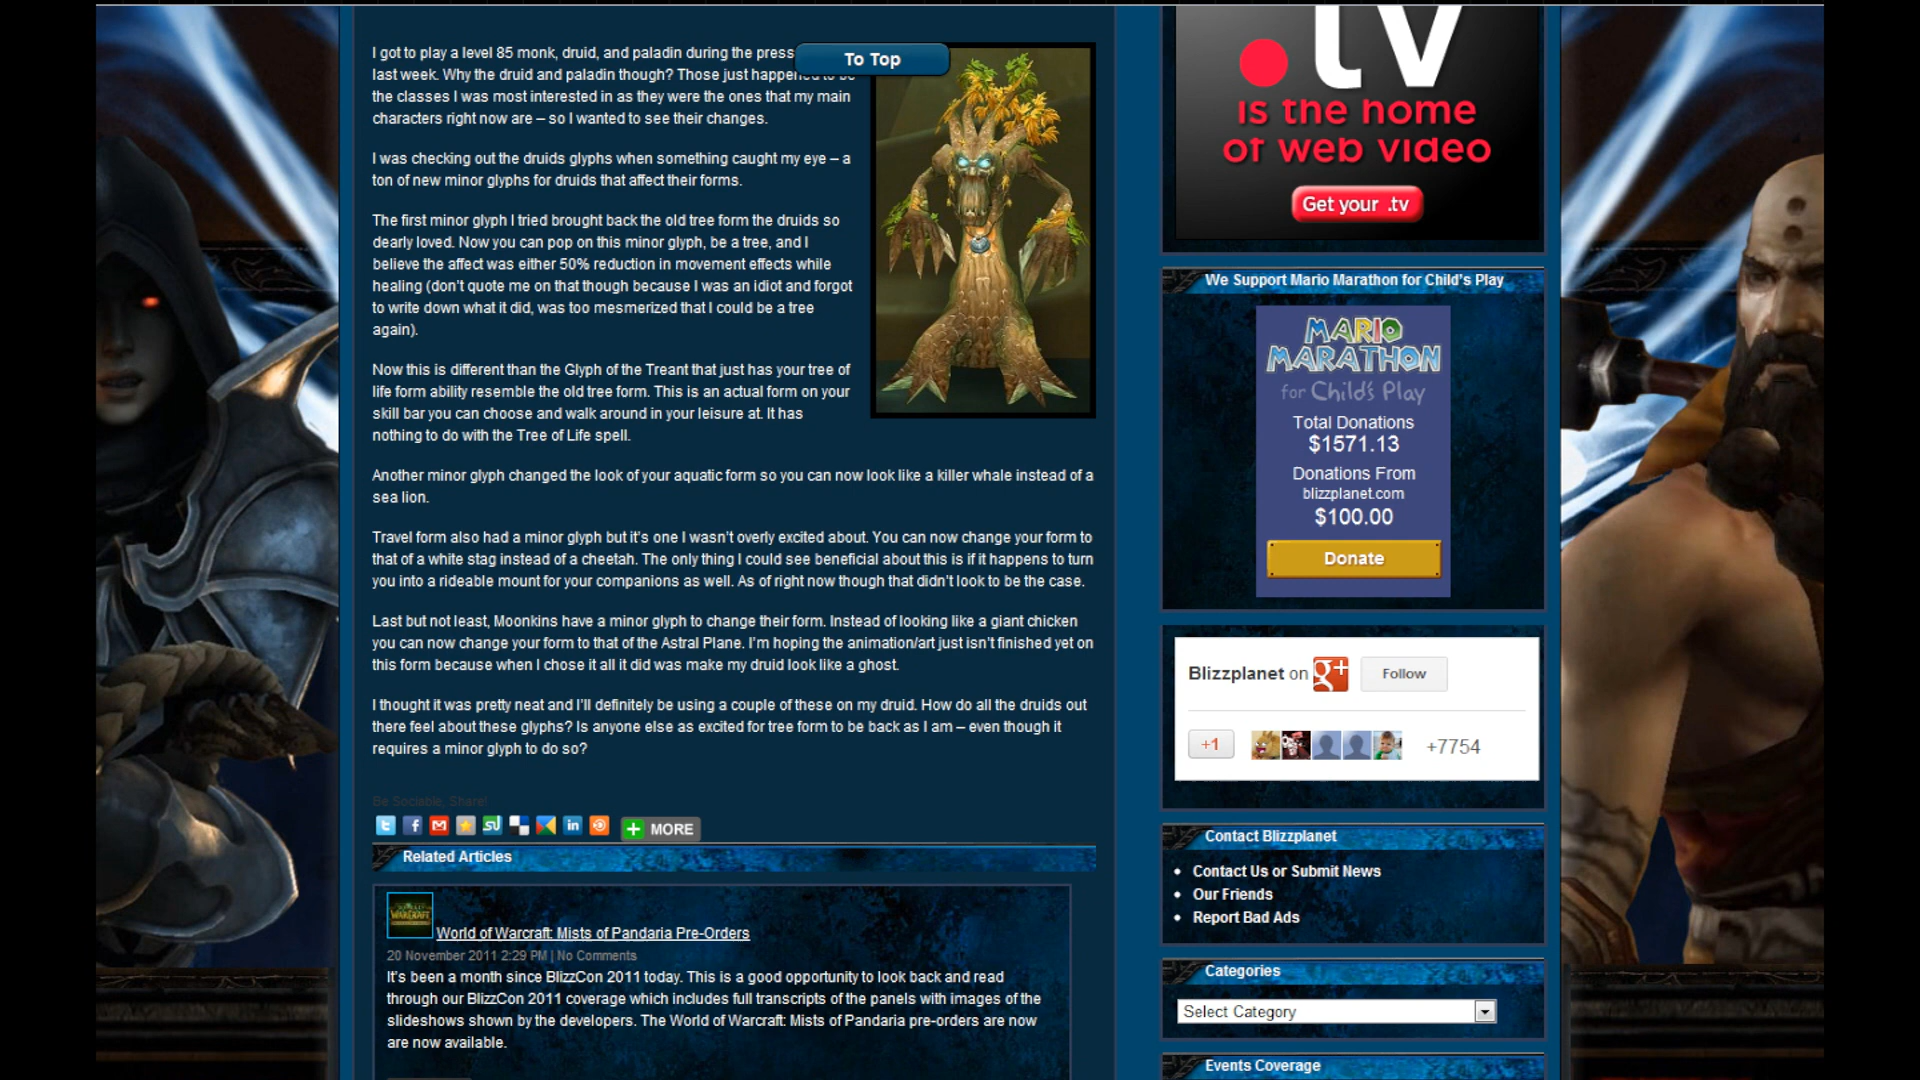 To Top
I got to play a level 85 monk, druid, and paladin during the press
last week. Why the druid and paladin though? Those just happened to be
the classes I was most interested in as they were the ones that my main
characters right now are – so I wanted to see their changes.
I was checking out the druids glyphs when something caught my eye – a
ton of new minor glyphs for druids that affect their forms.
The first minor glyph I tried brought back the old tree form the druids so
dearly loved. Now you can pop on this minor glyph, be a tree, and I
believe the affect was either 50% reduction in movement effects while
healing (don't quote me on that though because I was an idiot and forgot
to write down what it did, was too mesmerized that I could be a tree
again).
Now this is different than the Glyph of the Treant that just has your tree of
life form ability resemble the old tree form. This is an actual form on your
skill bar you can choose and walk around in your leisure at. It has
nothing to do with the Tree of Life spell.
Another minor glyph changed the look of your aquatic form so you can now look like a killer whale instead of a
sea lion.
Travel form also had a minor glyph but it's one I wasn't overly excited about. You can now change your form to
that of a white stag instead of a cheetah. The only thing I could see beneficial about this is if it happens to turn
you into a rideable mount for your companions as well. As of right now though that didn't look to be the case.
Last but not least, Moonkins have a minor glyph to change their form. Instead of looking like a giant chicken
you can now change your form to that of the Astral Plane. I'm hoping the animation/art just isn't finished yet on
this form because when I chose it all it did was make my druid look like a ghost.
I thought it was pretty neat and I'll definitely be using a couple of these on my druid. How do all the druids out
there feel about these glyphs? Is anyone else as excited for tree form to be back as I am – even though it
requires a minor glyph to do so?
Be Sociable, Share!
MORE
Related Articles
World of Warcraft: Mists of Pandaria Pre-Orders
20 November 2011 2:29 PM | No Comments
It's been a month since BlizzCon 2011 today. This is a good opportunity to look back and read
through our BlizzCon 2011 coverage which includes full transcripts of the panels with images of the
slideshows shown by the developers. The World of Warcraft: Mists of Pandaria pre-orders are now
are now available.
.tv
is the home
of web video
Get your .tv
We Support Mario Marathon for Child's Play
MARIO
MARATHON
for Child's Play
Total Donations
$1571.13
Donations From
blizzplanet.com
$100.00
Donate
Blizzplanet on g+ Follow
+1
+7754
Contact Blizzplanet
Contact Us or Submit News
Our Friends
Report Bad Ads
Categories
Select Category
Events Coverage